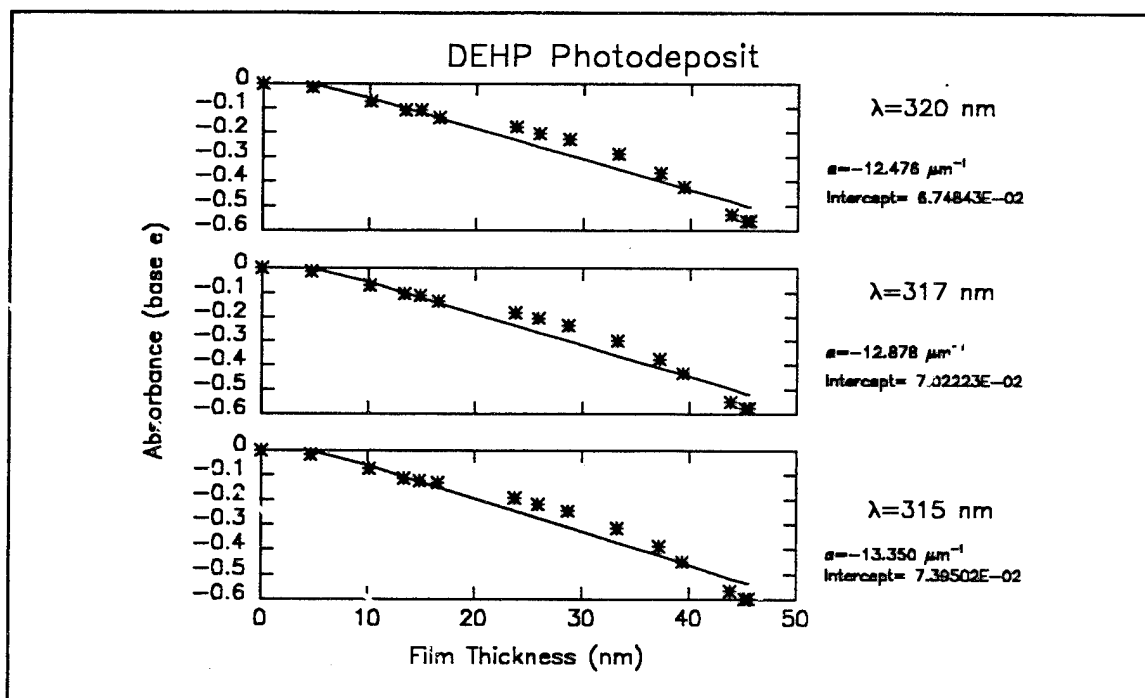 DEHP Photodeposit
Absorbance (base e)
0
−0.1
−0.2
−0.3
−0.4
−0.5
−0.6
λ=320 nm
α=−12.476 μm⁻¹
Intercept= 6.74843E−02
0
−0.1
−0.2
−0.3
−0.4
−0.5
−0.6
λ=317 nm
α=−12.878 μm⁻¹
Intercept= 7.02223E−02
0
−0.1
−0.2
−0.3
−0.4
−0.5
−0.6
λ=315 nm
α=−13.350 μm⁻¹
Intercept= 7.39502E−02
0 10 20 30 40 50
Film Thickness (nm)